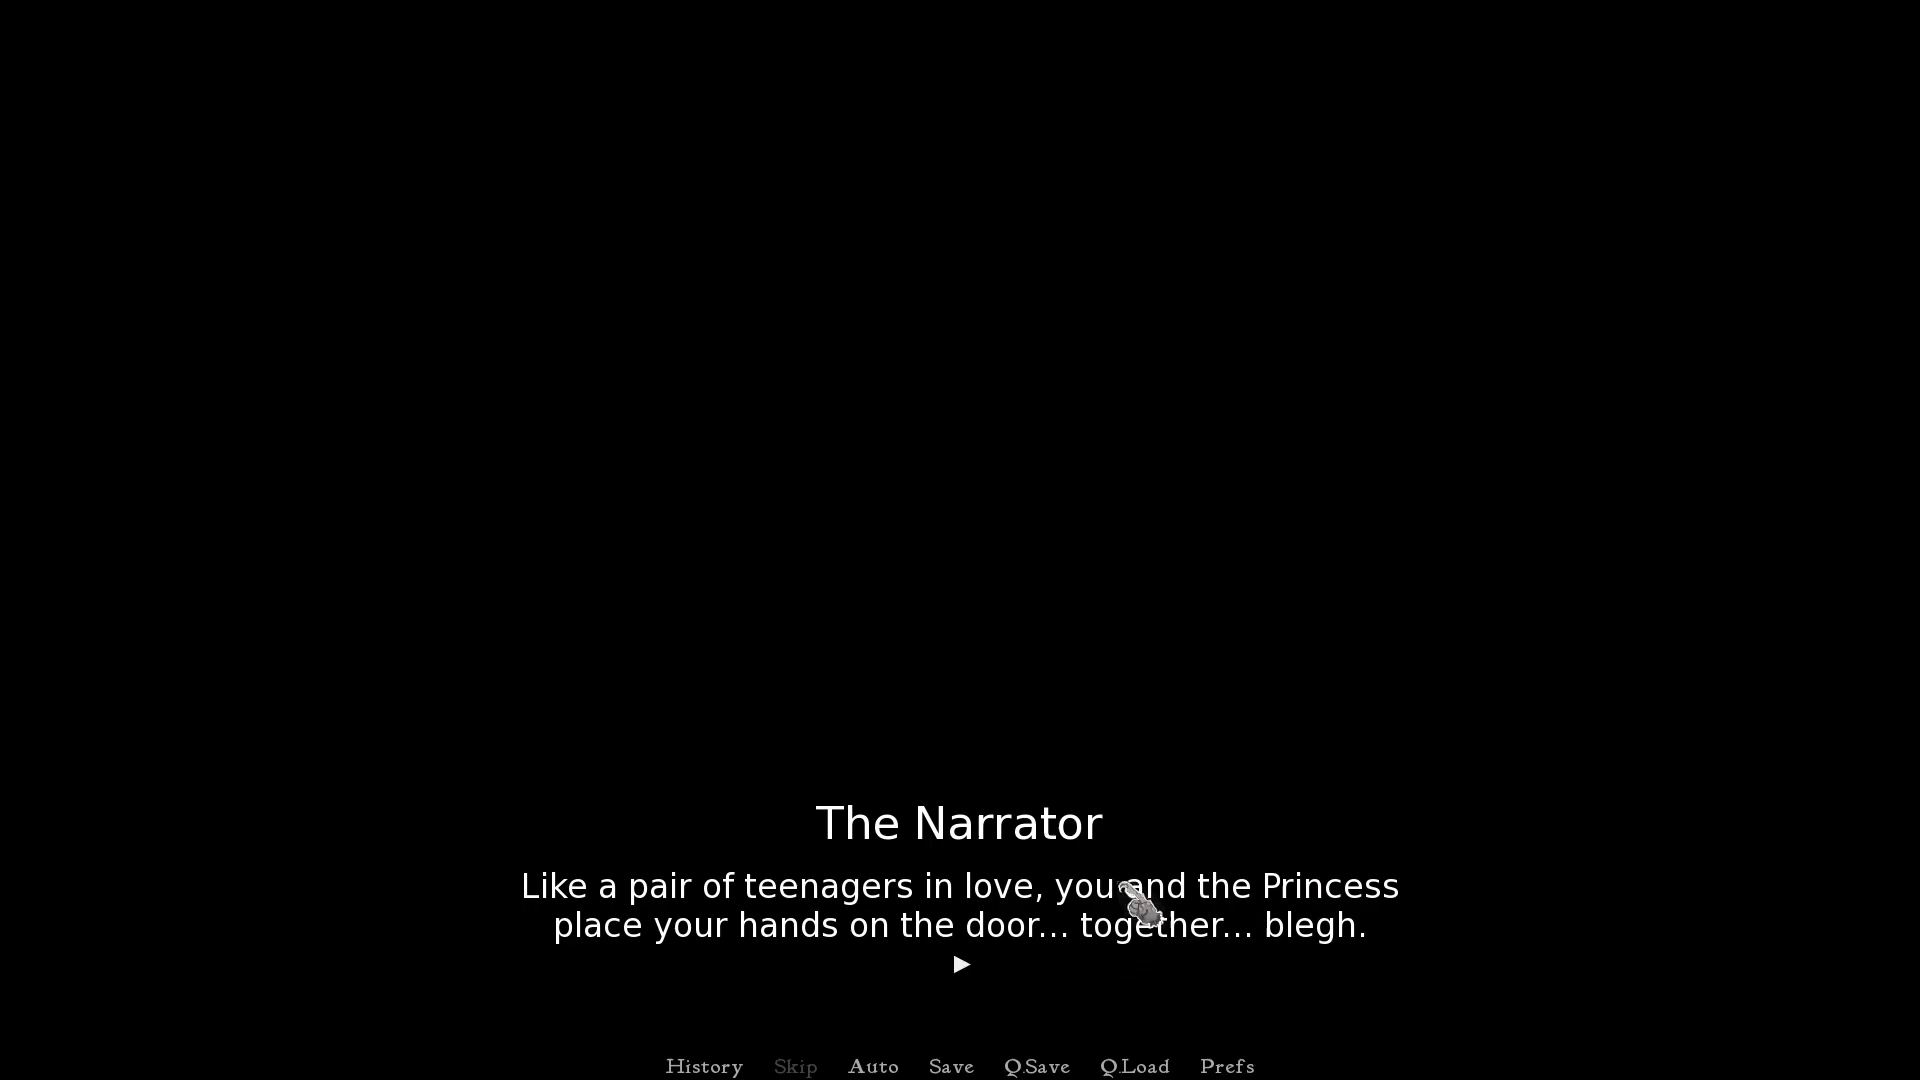 The Narrator
Like a pair of teenagers in love, you and the Princess
place your hands on the door... together... blegh.
History Skip Auto Save Q.Save Q.Load Prefs